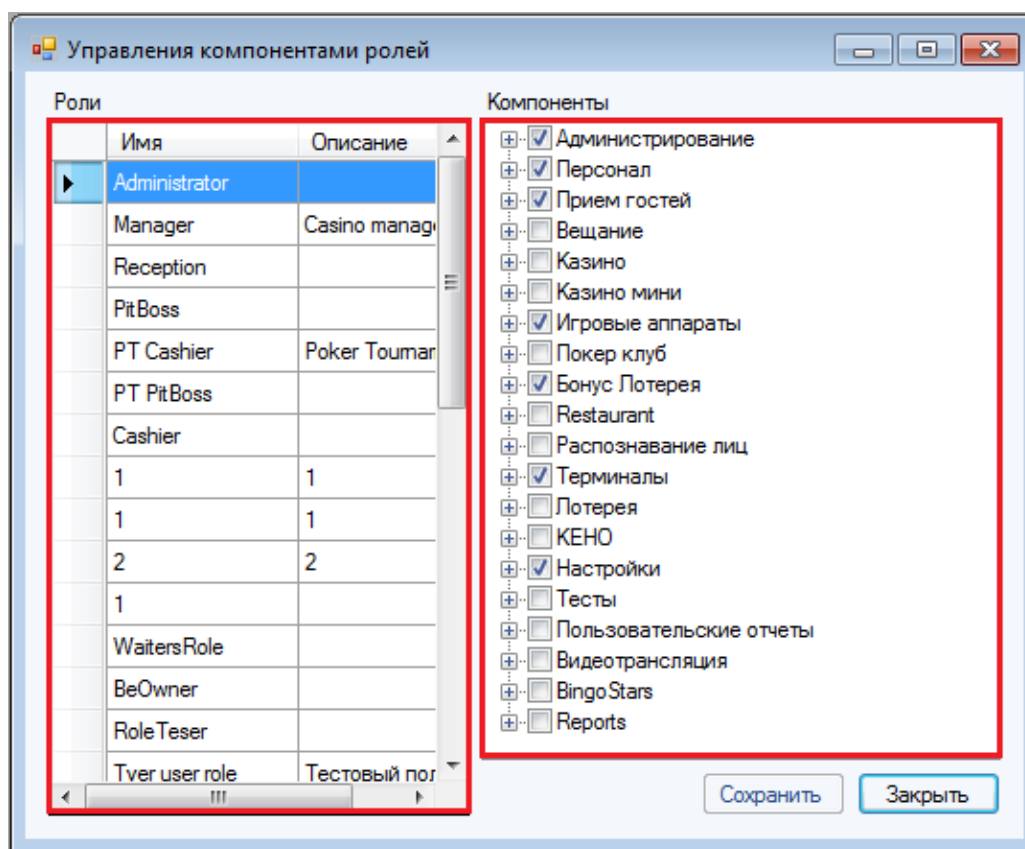 Управления компонентами ролей
Роли
Имя Описание
Administrator
Manager Casino manag
Reception
PitBoss
PT Cashier Poker Tournar
PT PitBoss
Cashier
1 1
1 1
2 2
1
WaitersRole
BeOwner
RoleTeser
Tver user role Тестовый пол
Компоненты
Администрирование
Персонал
Прием гостей
Вещание
Казино
Казино мини
Игровые аппараты
Покер клуб
Бонус Лотерея
Restaurant
Распознавание лиц
Терминалы
Лотерея
КЕНО
Настройки
Тесты
Пользовательские отчеты
Видеотрансляция
BingoStars
Reports
Сохранить Закрыть